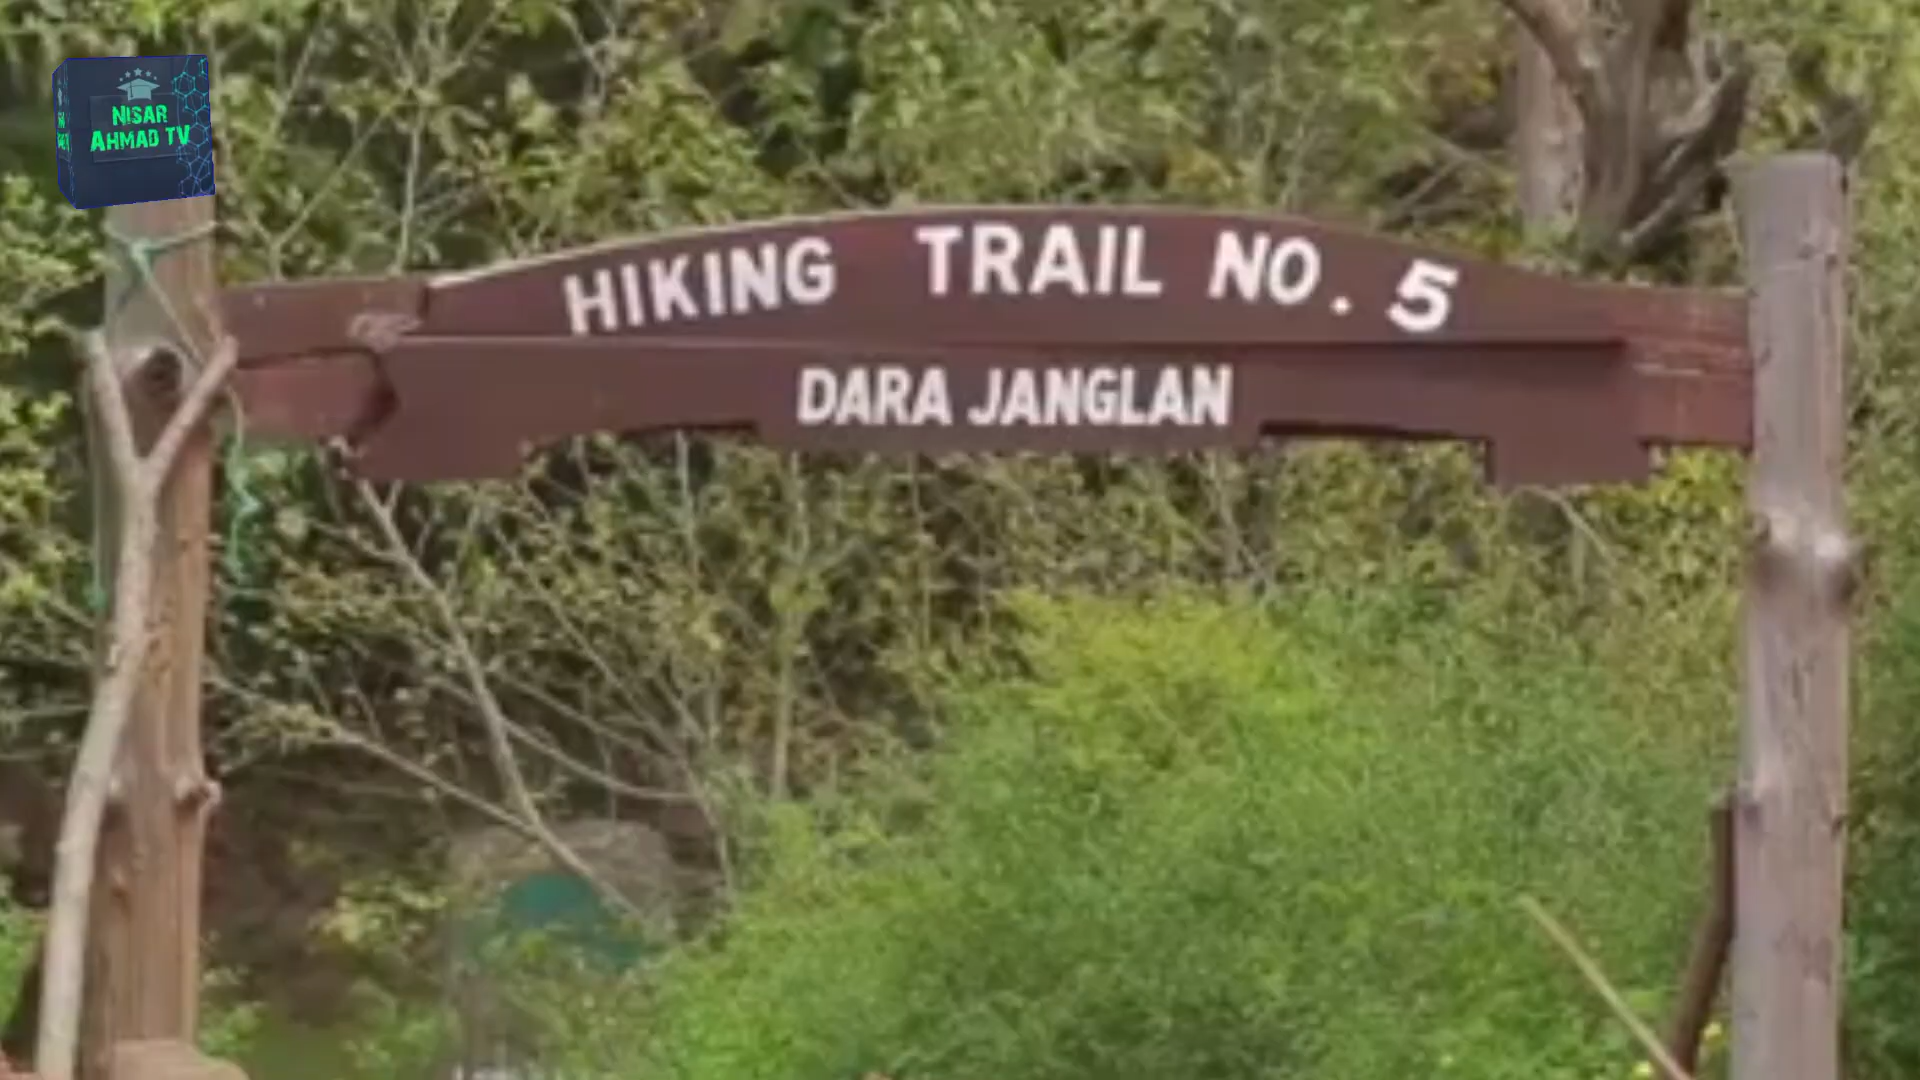 NISAR
AHMAD TV
HIKING TRAIL NO. 5
DARA JANGLAN